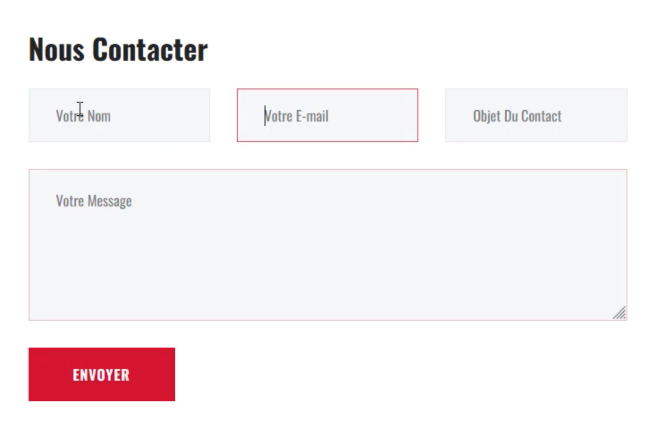 Nous Contacter
Votre Nom
Votre E-mail
Objet Du Contact
Votre Message
ENVOYER